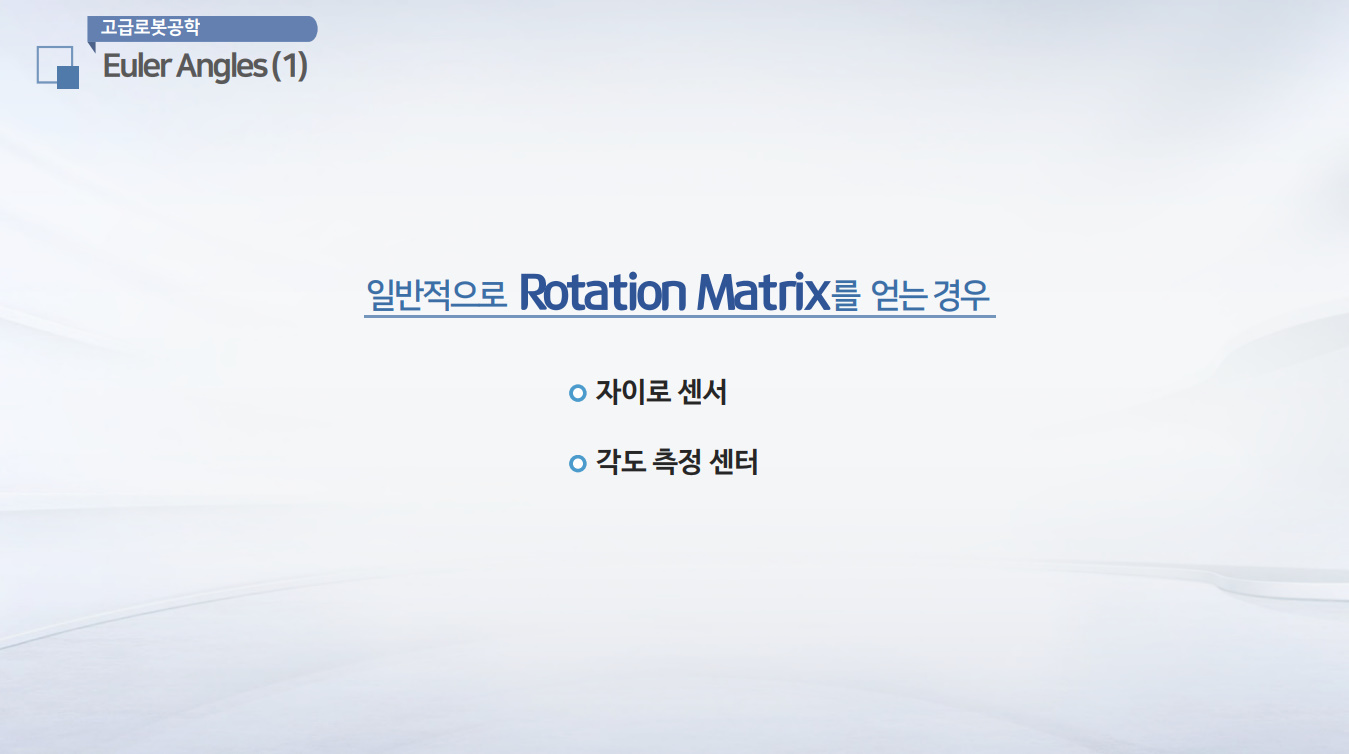 고급로봇공학
Euler Angles (1)
일반적으로 Rotation Matrix를 얻는 경우
자이로 센서
각도 측정 센터